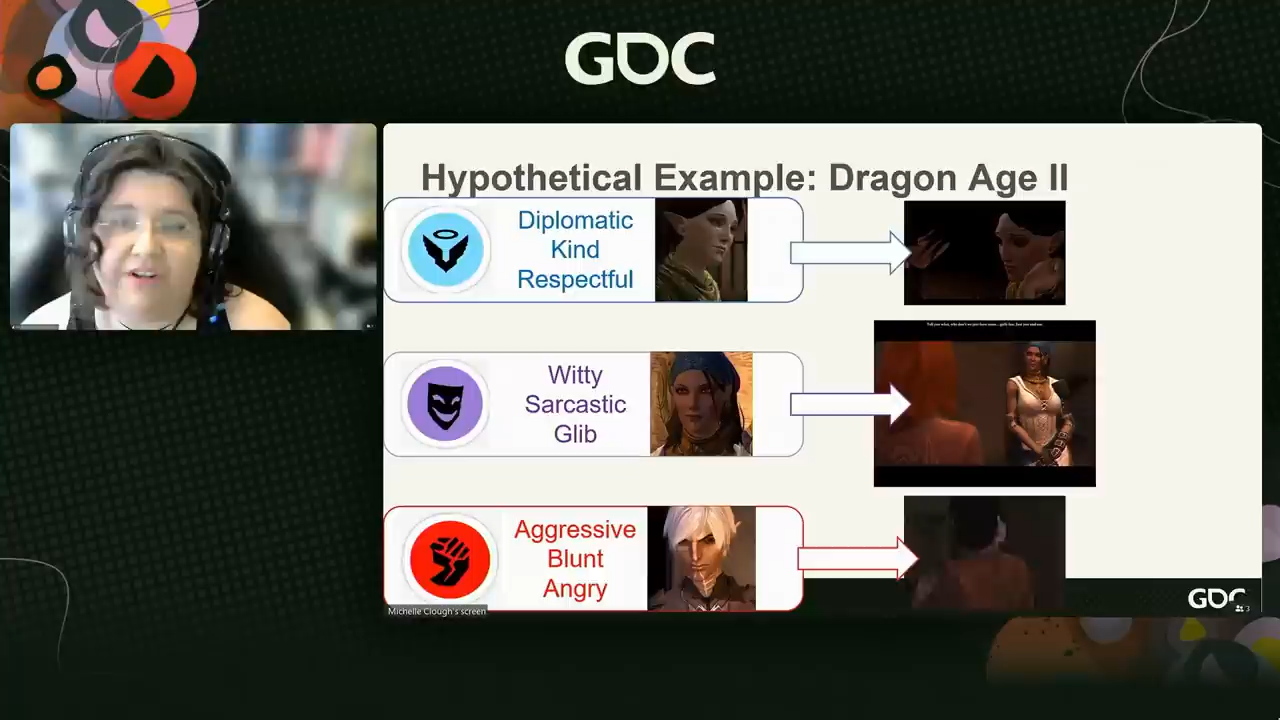 GDC
Hypothetical Example: Dragon Age II
Diplomatic
Kind
Respectful
Witty
Sarcastic
Glib
Aggressive
Blunt
Angry
Michelle Clough's screen
GDC
3